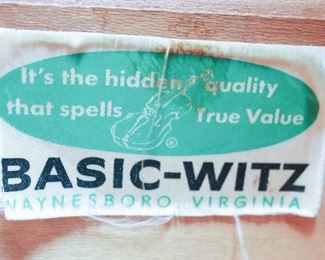 It's the hidden quality
that spells True Value
®
BASIC-WITZ
WAYNESBORO, VIRGINIA